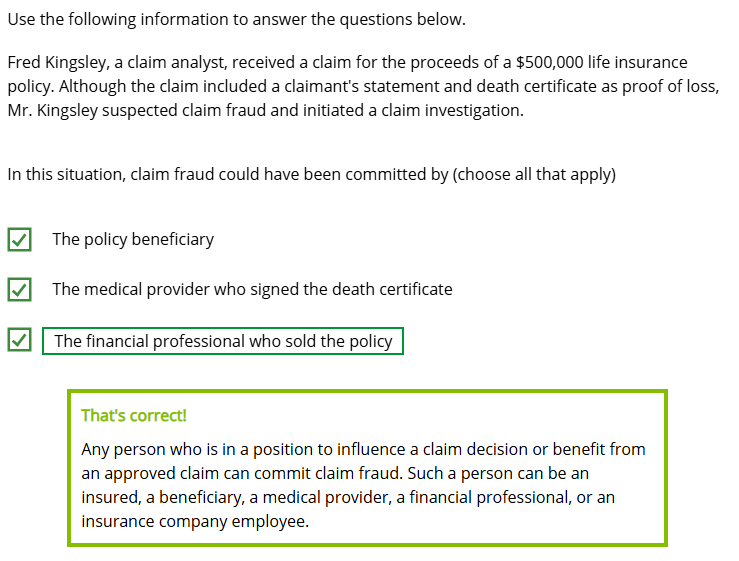 Use the following information to answer the questions below.
Fred Kingsley, a claim analyst, received a claim for the proceeds of a $500,000 life insurance
policy. Although the claim included a claimant's statement and death certificate as proof of loss,
Mr. Kingsley suspected claim fraud and initiated a claim investigation.
In this situation, claim fraud could have been committed by (choose all that apply)
The policy beneficiary
The medical provider who signed the death certificate
The financial professional who sold the policy
That's correct!
Any person who is in a position to influence a claim decision or benefit from
an approved claim can commit claim fraud. Such a person can be an
insured, a beneficiary, a medical provider, a financial professional, or an
insurance company employee.